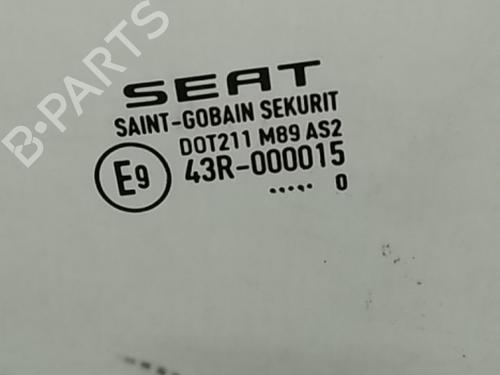 SEAT
SAINT-GOBAIN SEKURIT
DOT211 M89 AS2
E9 43R-000015
..... 0
B-PARTS